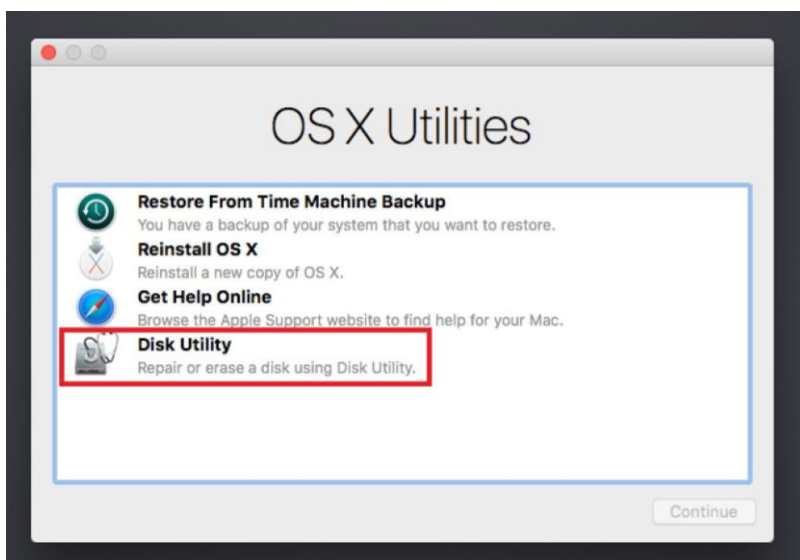 OS X Utilities
Restore From Time Machine Backup
You have a backup of your system that you want to restore.
Reinstall OS X
Reinstall a new copy of OS X.
Get Help Online
Browse the Apple Support website to find help for your Mac.
Disk Utility
Repair or erase a disk using Disk Utility.
Continue